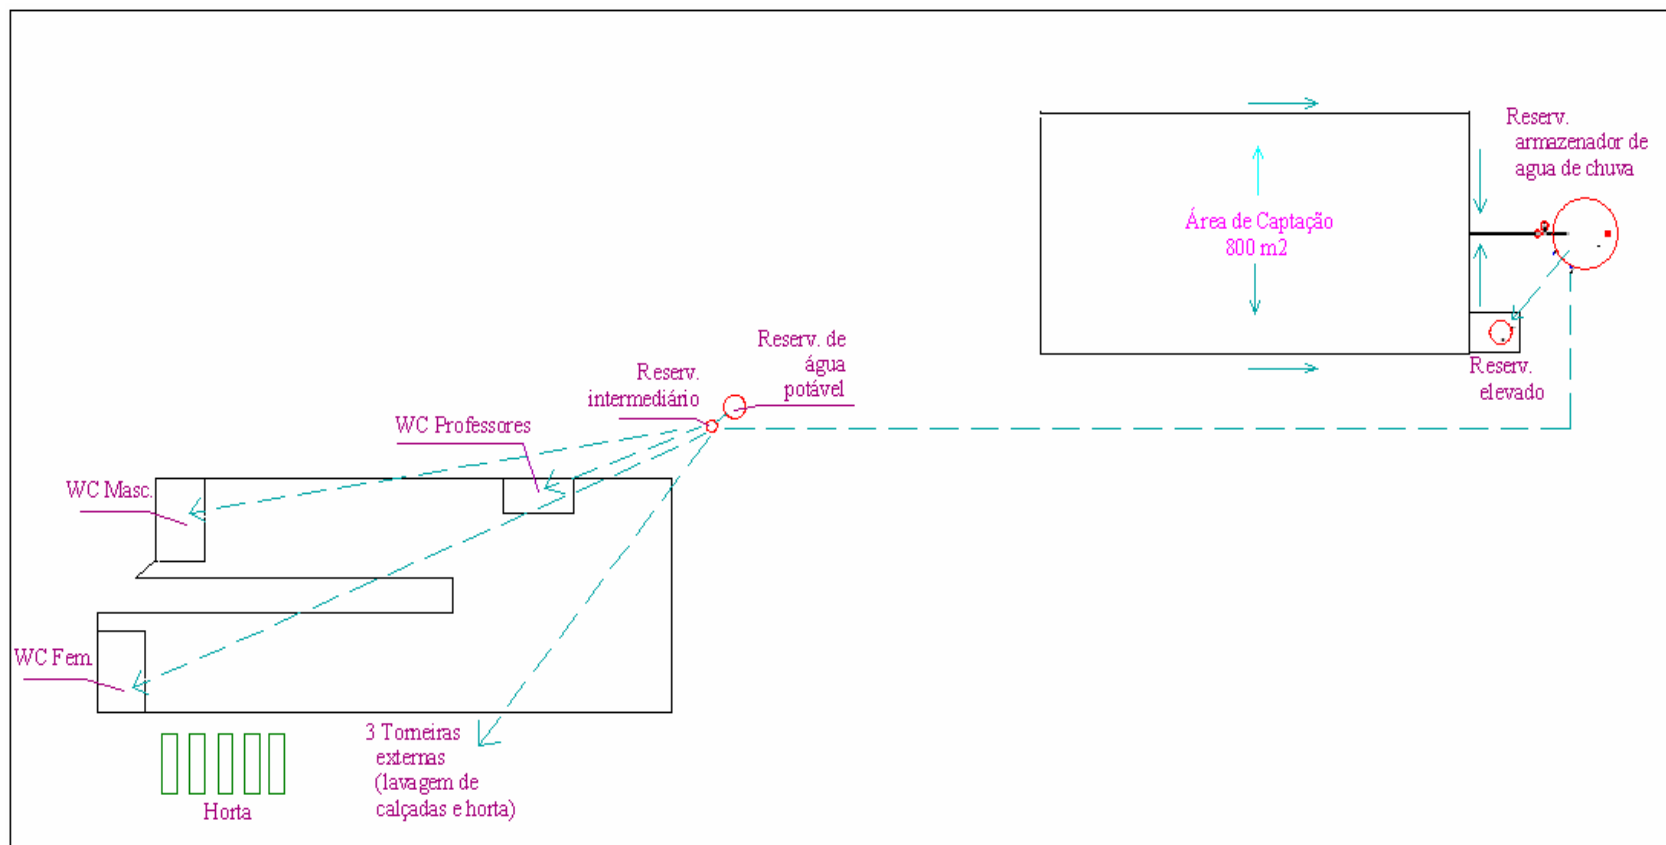 Reserv.
armazenador de
agua de chuva
Área de Captação
800 m2
Reserv.
elevado
Reserv. de
água
potável
Reserv.
intermediário
WC Professores
WC Masc.
WC Fem.
3 Torneiras
externas
(lavagem de
calçadas e horta)
Horta